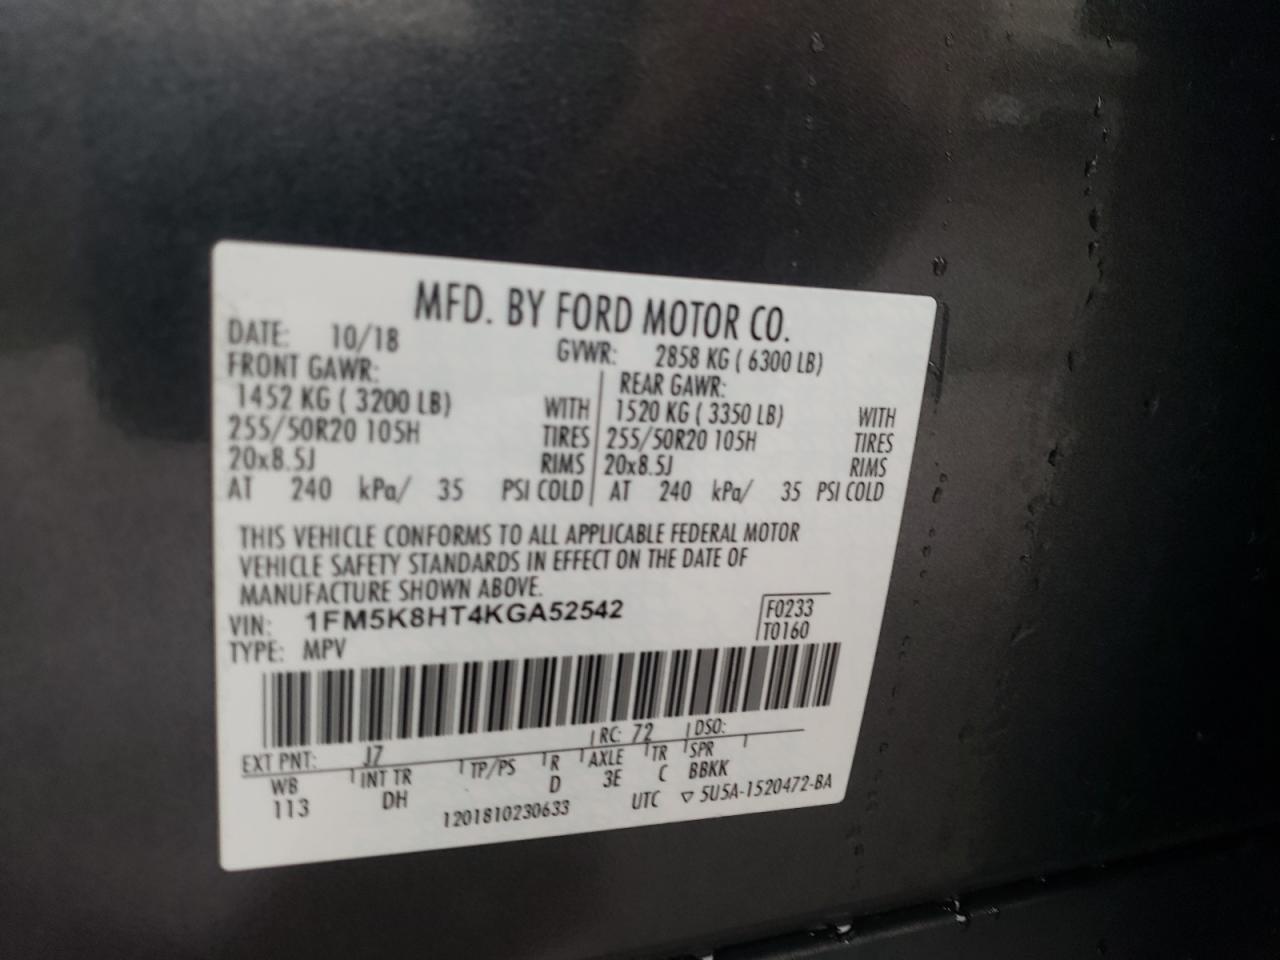 MFD. BY FORD MOTOR CO.
DATE: 10/18 GVWR: 2858 KG ( 6300 LB)
FRONT GAWR: REAR GAWR:
1452 KG ( 3200 LB) WITH 1520 KG ( 3350 LB) WITH
255/50R20 105H TIRES 255/50R20 105H TIRES
20x8.5J RIMS 20x8.5J RIMS
AT 240 kPa/ 35 PSI COLD AT 240 kPa/ 35 PSI COLD
THIS VEHICLE CONFORMS TO ALL APPLICABLE FEDERAL MOTOR
VEHICLE SAFETY STANDARDS IN EFFECT ON THE DATE OF
MANUFACTURE SHOWN ABOVE.
VIN: 1FM5K8HT4KGA52542 F0233
TYPE: MPV T0160
EXT PNT: J7 RC: 72 DSO:
WB INT TR TP/PS R AXLE TR SPR
113 DH D 3E C BBKK
1201810230633 UTC ▽ 5U5A-1520472-BA